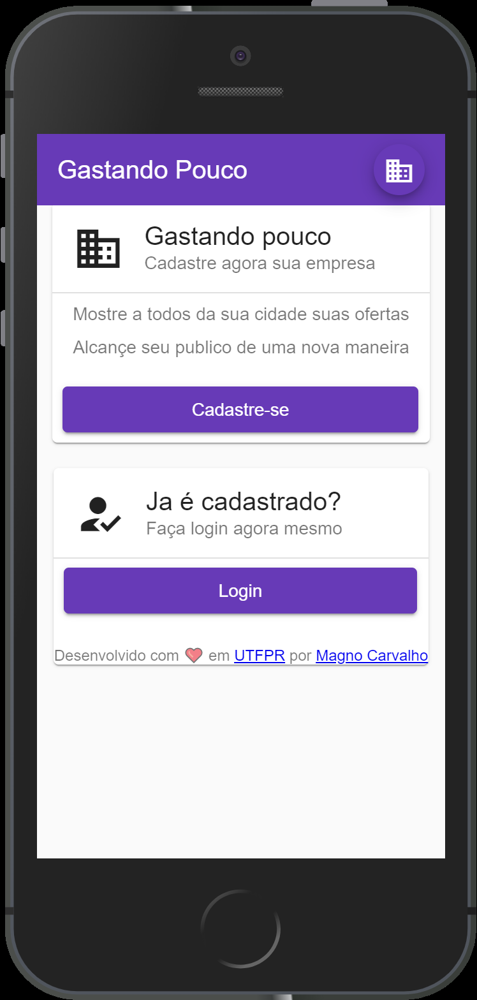 Gastando Pouco
Gastando pouco
Cadastre agora sua empresa
Mostre a todos da sua cidade suas ofertas
Alcançe seu publico de uma nova maneira
Cadastre-se
Ja é cadastrado?
Faça login agora mesmo
Login
Desenvolvido com ❤️ em UTFPR por Magno Carvalho